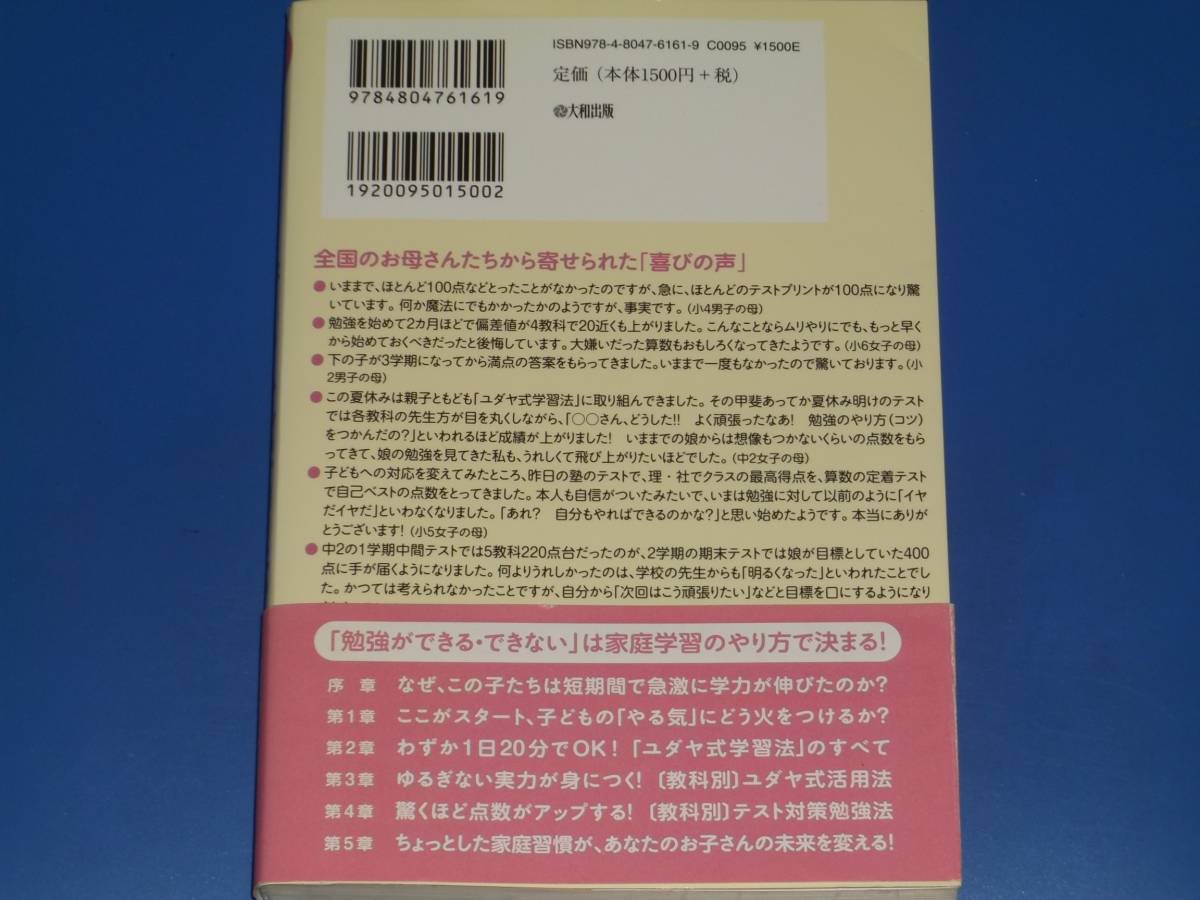 ISBN978-4-8047-6161-9 C0095 ¥1500E
定価（本体1500円＋税）
大和出版
9784804761619
1920095015002
全国のお母さんたちから寄せられた「喜びの声」
●いままで、ほとんど100点などとったことがなかったのですが、急に、ほとんどのテストプリントが100点になり驚
いています。何か魔法にでもかかったかのようですが、事実です。（小4男子の母）
●勉強を始めて2カ月ほどで偏差値が4教科で20近くも上がりました。こんなことならムリやりにでも、もっと早く
から始めておくべきだったと後悔しています。大嫌いだった算数もおもしろくなってきたようです。（小6女子の母）
●下の子が3学期になってから満点の答案をもらってきました。いままで一度もなかったので驚いております。（小
2男子の母）
●この夏休みは親子ともども「ユダヤ式学習法」に取り組んできました。その甲斐あってか夏休み明けのテスト
では各教科の先生方が目を丸くしながら、「○○さん、どうした!!　よく頑張ったなあ！　勉強のやり方（コツ）
をつかんだの？」といわれるほど成績が上がりました！　いままでの娘からは想像もつかないくらいの点数をもら
ってきて、娘の勉強を見てきた私も、うれしくて飛び上がりたいほどでした。（中2女子の母）
●子どもへの対応を変えてみたところ、昨日の塾のテストで、理・社でクラスの最高得点を、算数の定着テスト
で自己ベストの点数をとってきました。本人も自信がついたみたいで、いまは勉強に対して以前のように「イヤ
だイヤだ」といわなくなりました。「あれ？　自分もやればできるのかな？」と思い始めたようです。本当にありが
とうございます！（小5女子の母）
●中2の1学期中間テストでは5教科220点台だったのが、2学期の期末テストでは娘が目標としていた400
点に手が届くようになりました。何よりうれしかったのは、学校の先生からも「明るくなった」といわれたことでし
た。かつては考えられなかったことですが、自分から「次回はこう頑張りたい」などと目標を口にするようになり
「勉強ができる・できない」は家庭学習のやり方で決まる！
序 章　なぜ、この子たちは短期間で急激に学力が伸びたのか？
第1章　ここがスタート、子どもの「やる気」にどう火をつけるか？
第2章　わずか1日20分でOK！「ユダヤ式学習法」のすべて
第3章　ゆるぎない実力が身につく！〔教科別〕ユダヤ式活用法
第4章　驚くほど点数がアップする！〔教科別〕テスト対策勉強法
第5章　ちょっとした家庭習慣が、あなたのお子さんの未来を変える！